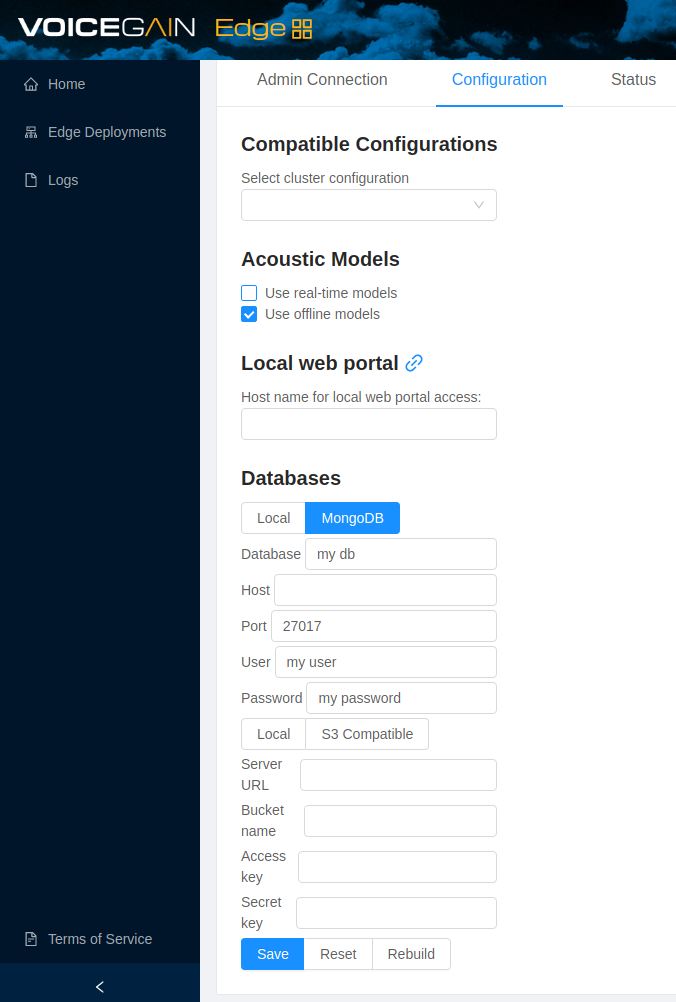 VOICEGAIN Edge
Home
Edge Deployments
Logs
Terms of Service
Admin Connection
Configuration
Status
Compatible Configurations
Select cluster configuration
Acoustic Models
Use real-time models
Use offline models
Local web portal
Host name for local web portal access:
Databases
Local MongoDB
Database my db
Host
Port 27017
User my user
Password my password
Local S3 Compatible
Server
URL
Bucket
name
Access
key
Secret
key
Save Reset Rebuild